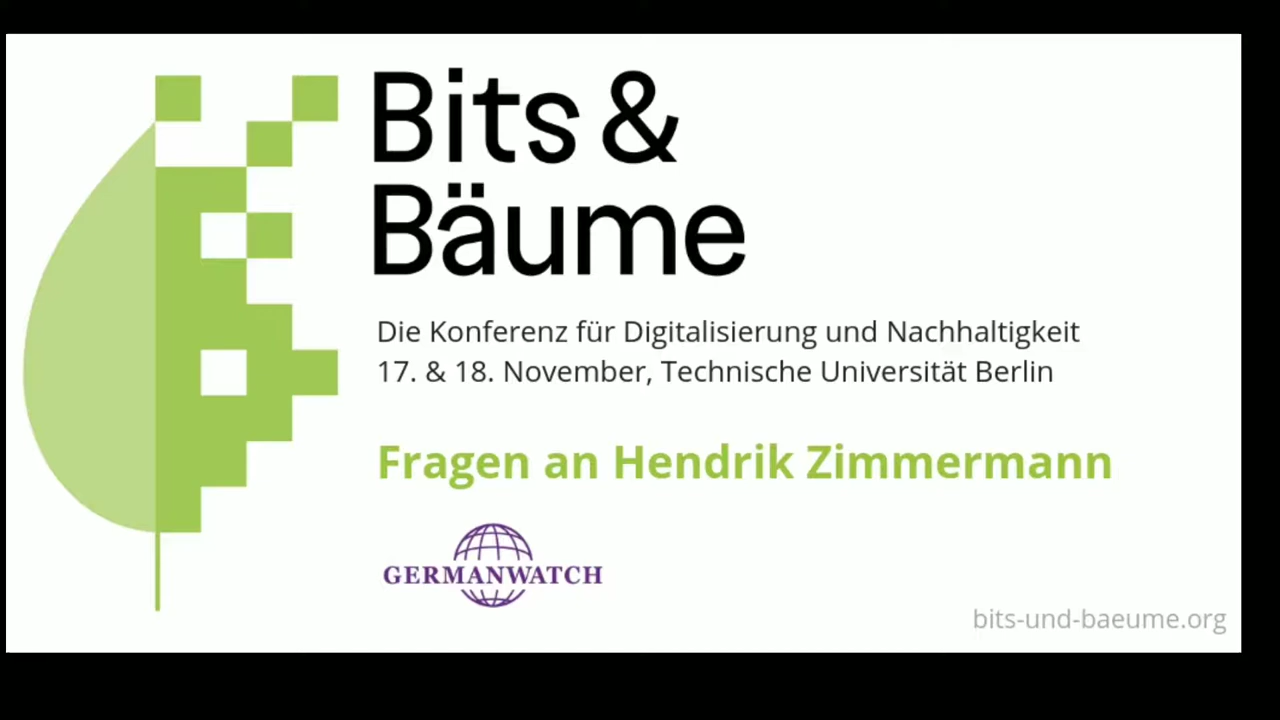 Bits &
Bäume
Die Konferenz für Digitalisierung und Nachhaltigkeit
17. & 18. November, Technische Universität Berlin
Fragen an Hendrik Zimmermann
GERMANWATCH
bits-und-baeume.org